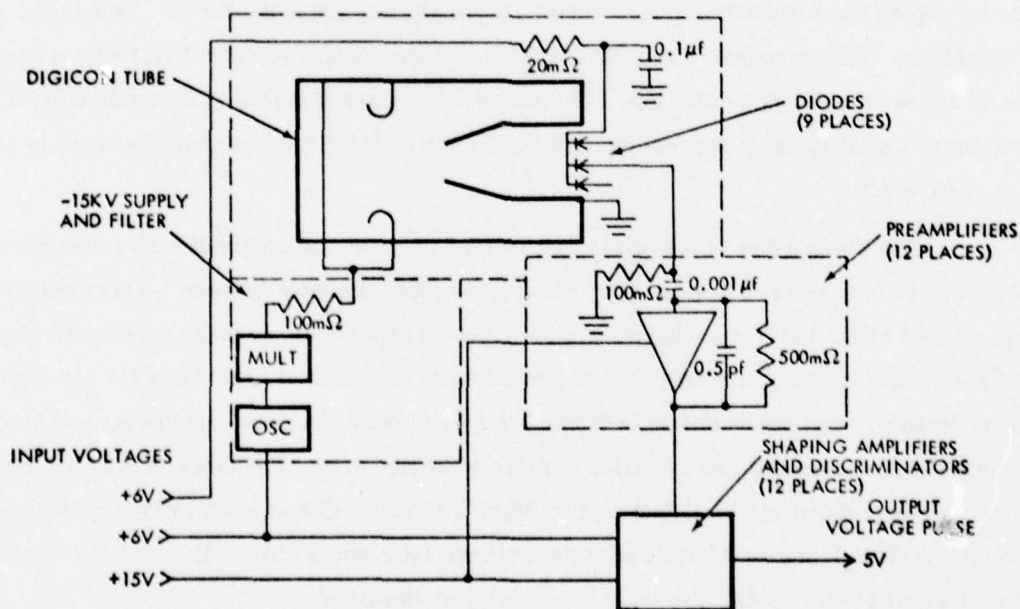 0.1μf
20mΩ
DIGICON TUBE
DIODES
(9 PLACES)
-15KV SUPPLY
AND FILTER
PREAMPLIFIERS
(12 PLACES)
100mΩ
0.001μf
100mΩ
MULT
500mΩ
0.5pf
OSC
SHAPING AMPLIFIERS
AND DISCRIMINATORS
(12 PLACES)
INPUT VOLTAGES
OUTPUT
VOLTAGE PULSE
+6V
5V
+6V
+15V